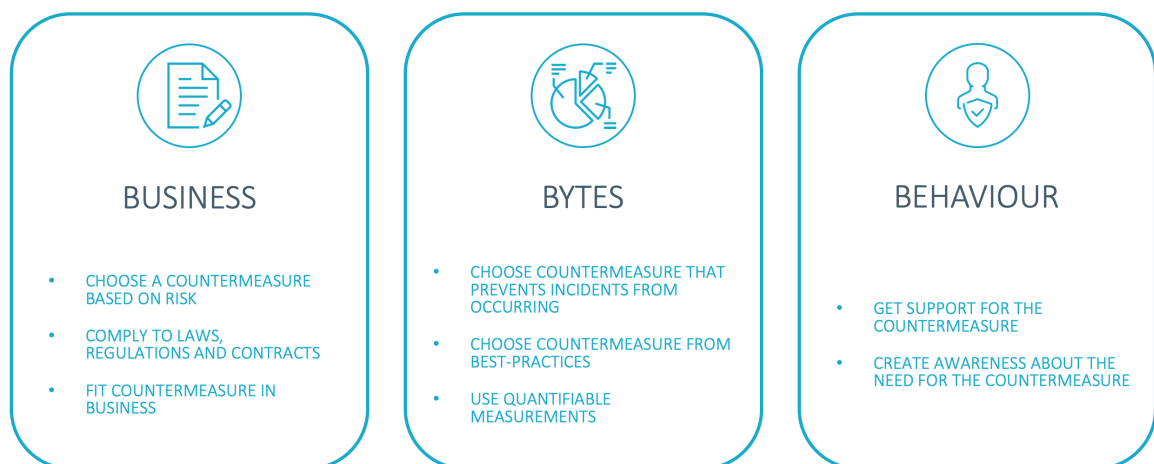 BUSINESS
• CHOOSE A COUNTERMEASURE
BASED ON RISK
• COMPLY TO LAWS,
REGULATIONS AND CONTRACTS
• FIT COUNTERMEASURE IN
BUSINESS
BYTES
• CHOOSE COUNTERMEASURE THAT
PREVENTS INCIDENTS FROM
OCCURRING
• CHOOSE COUNTERMEASURE FROM
BEST-PRACTICES
• USE QUANTIFIABLE
MEASUREMENTS
BEHAVIOUR
• GET SUPPORT FOR THE
COUNTERMEASURE
• CREATE AWARENESS ABOUT THE
NEED FOR THE COUNTERMEASURE